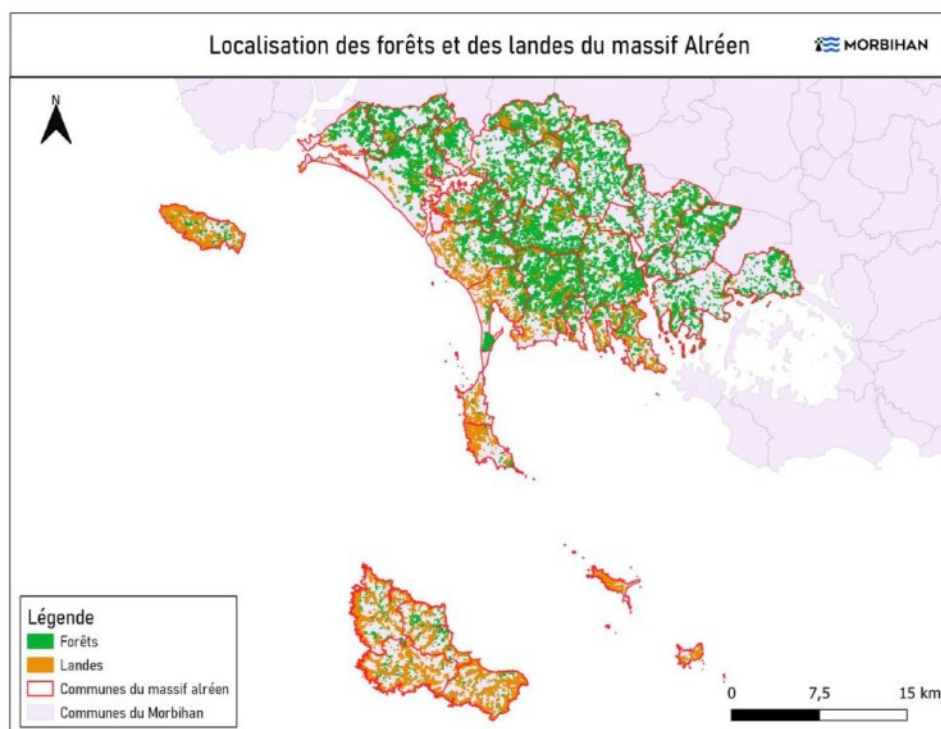 Localisation des forêts et des landes du massif Alréen
MORBIHAN
N
Légende
Forêts
Landes
Communes du massif alréen
Communes du Morbihan
0 7,5 15 km